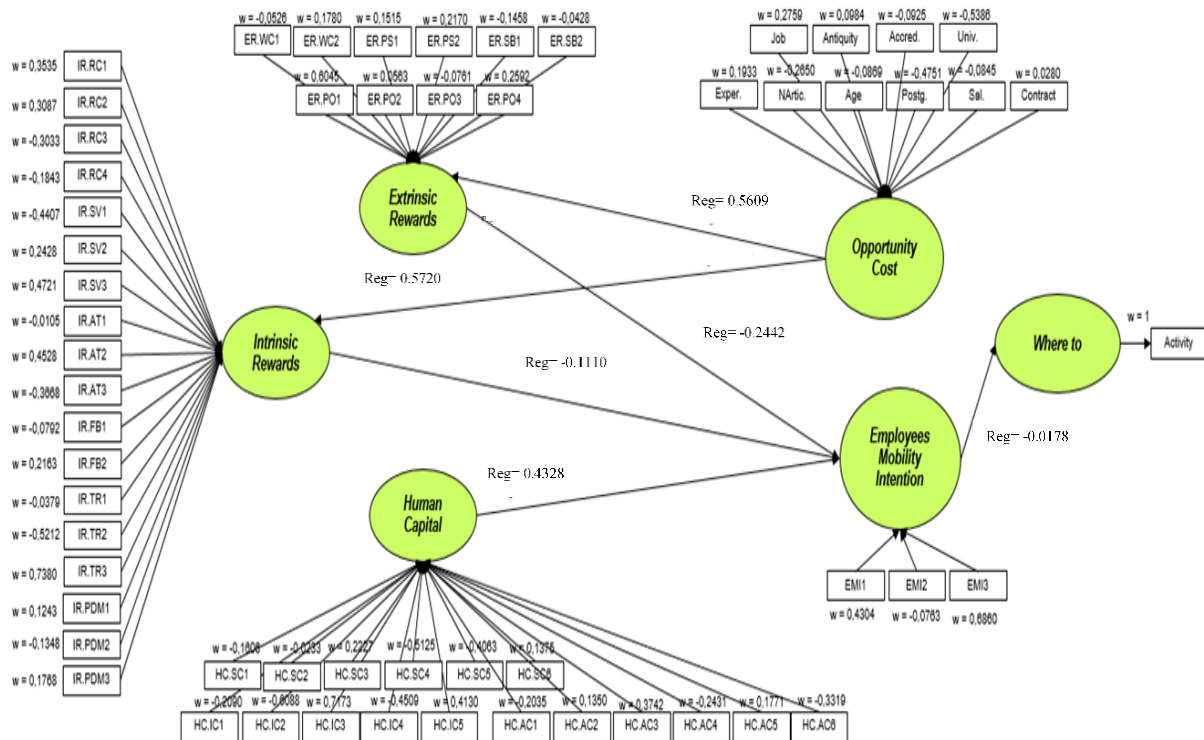 w = -0,0526 w = 0,1780 w = 0,1515 w = 0,2170 w = -0,1458 w = -0,0428
ER.WC1 ER.WC2 ER.PS1 ER.PS2 ER.SB1 ER.SB2
w = 0,6045 w = 0,0563 w = -0,0761 w = 0,2592
ER.PO1 ER.PO2 ER.PO3 ER.PO4
w = 0,2759 w = 0,0984 w = -0,0925 w = -0,5386
Job Antiquity Accred. Univ.
w = 0,1933 w = -0,2650 w = -0,0869 w = -0,4751 w = -0,0845 w = 0,0280
Exper. NArtic. Age Postg. Sal. Contract
w = 0,3535 IR.RC1
w = 0,3087 IR.RC2
w = -0,3033 IR.RC3
w = -0,1843 IR.RC4
w = -0,4407 IR.SV1
w = 0,2428 IR.SV2
w = 0,4721 IR.SV3
w = -0,0105 IR.AT1
w = 0,4528 IR.AT2
w = -0,3668 IR.AT3
w = -0,0792 IR.FB1
w = 0,2163 IR.FB2
w = -0,0379 IR.TR1
w = -0,5212 IR.TR2
w = 0,7380 IR.TR3
w = 0,1243 IR.PDM1
w = -0,1348 IR.PDM2
w = 0,1768 IR.PDM3
Extrinsic
Rewards
Reg= 0.5609
Opportunity
Cost
Reg= 0.5720
Intrinsic
Rewards
Reg= -0.2442
Reg= -0.1110
Where to
w = 1
Activity
Employees
Mobility
Intention
Reg= -0.0178
Reg= 0.4328
Human
Capital
EMI1 EMI2 EMI3
w = 0,4304 w = -0,0763 w = 0,6860
w = -0,1606 w = -0,0233 w = 0,2227 w = -0,5125 w = -0,4063 w = 0,1375
HC.SC1 HC.SC2 HC.SC3 HC.SC4 HC.SC5 HC.SC6
w = -0,2090 w = -0,6088 w = 0,7173 w = -0,4509 w = 0,4130 w = -0,2035 w = 0,1350 w = 0,3742 w = -0,2431 w = 0,1771 w = -0,3319
HC.IC1 HC.IC2 HC.IC3 HC.IC4 HC.IC5 HC.AC1 HC.AC2 HC.AC3 HC.AC4 HC.AC5 HC.AC6